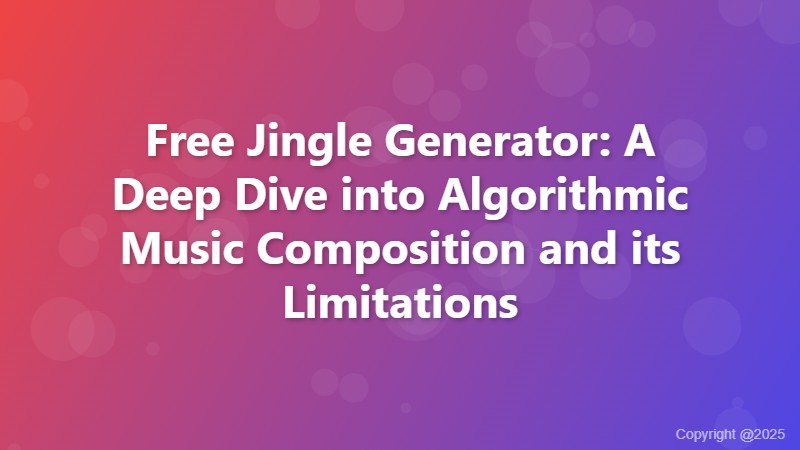 Free Jingle Generator: A
Deep Dive into Algorithmic
Music Composition and its
Limitations
Copyright @2025